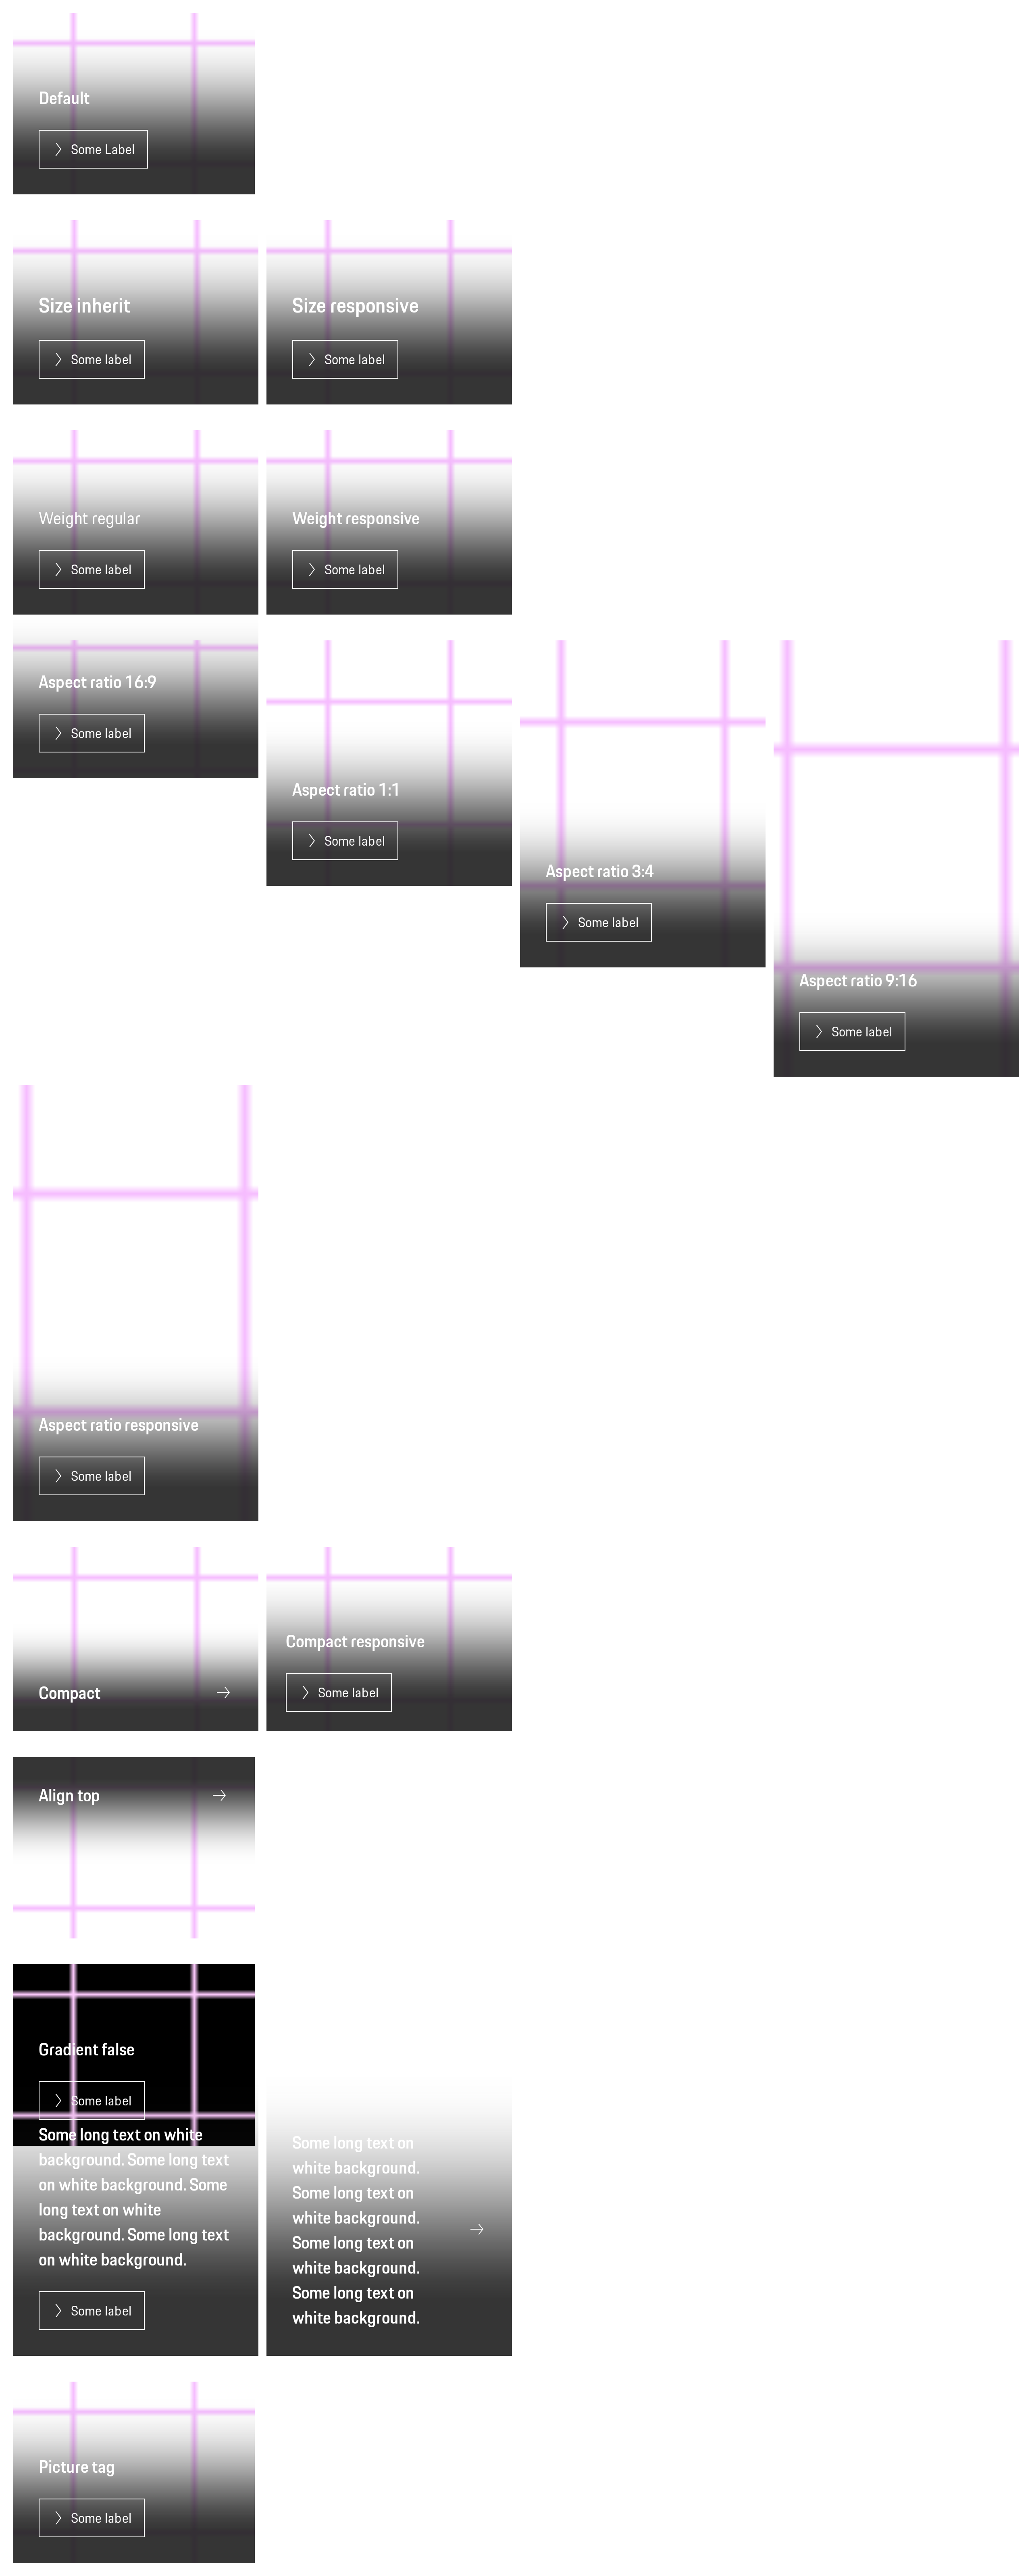 Default
Some Label
Size inherit
Some label
Size responsive
Some label
Weight regular
Some label
Weight responsive
Some label
Aspect ratio 16:9
Some label
Aspect ratio 1:1
Some label
Aspect ratio 3:4
Some label
Aspect ratio 9:16
Some label
Aspect ratio responsive
Some label
Compact
Compact responsive
Some label
Align top
Gradient false
Some label
Some long text on white
background. Some long text
on white background. Some
long text on white
background. Some long text
on white background.
Some label
Some long text on
white background.
Some long text on
white background.
Some long text on
white background.
Some long text on
white background.
Picture tag
Some label